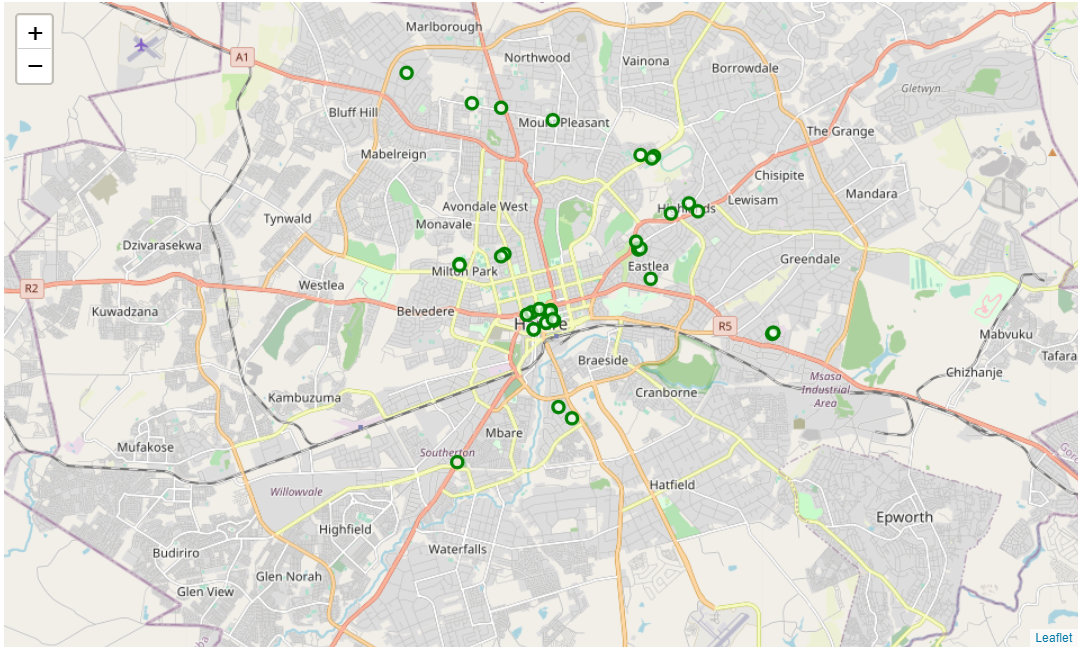 Marlborough
+
−
A1
Northwood
Vainona
Borrowdale
Gletwyn
Bluff Hill
Mount Pleasant
The Grange
Mabelreign
Chisipite
Mandara
Lewisam
Avondale West
Highlands
Tynwald
Monavale
Dzivarasekwa
Greendale
Eastlea
Milton Park
Westlea
R2
Kuwadzana
Belvedere
Harare
R5
Mabvuku
Tafara
Braeside
Chizhanje
Msasa
Industrial
Area
Cranborne
Kambuzuma
Mbare
Mufakose
Southerton
Willowvale
Hatfield
Highfield
Epworth
Waterfalls
Budiriro
Glen Norah
Glen View
Leaflet